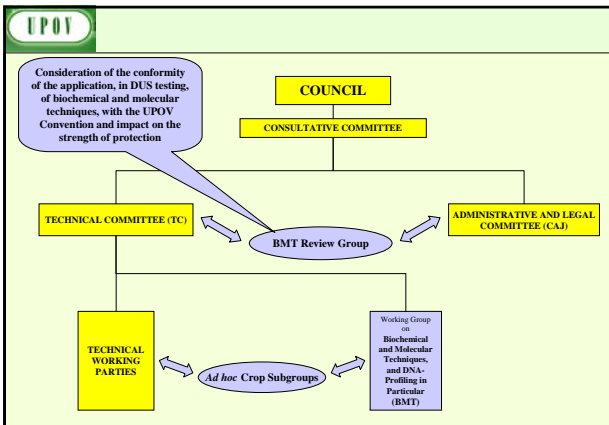 UPOV
Consideration of the conformity
of the application, in DUS testing,
of biochemical and molecular
techniques, with the UPOV
Convention and impact on the
strength of protection
COUNCIL
CONSULTATIVE COMMITTEE
TECHNICAL COMMITTEE (TC)
BMT Review Group
ADMINISTRATIVE AND LEGAL
COMMITTEE (CAJ)
TECHNICAL
WORKING
PARTIES
Ad hoc Crop Subgroups
Working Group
on
Biochemical
and Molecular
Techniques,
and DNA-
Profiling in
Particular
(BMT)